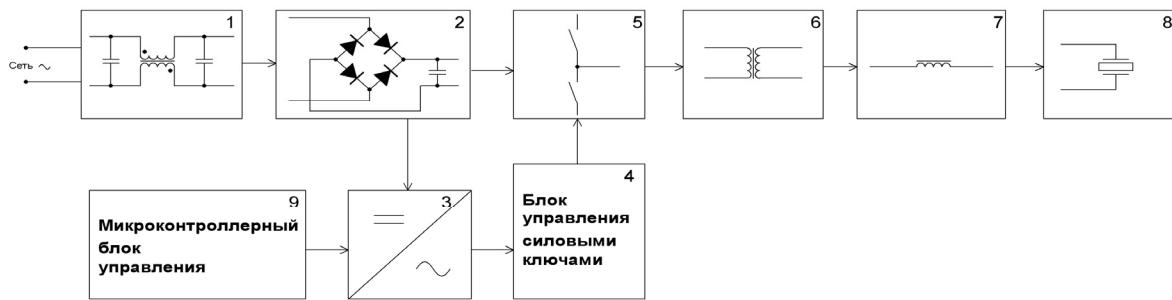 1
2
5
6
7
8
Сеть ~
9
Микроконтроллерный
блок
управления
3
4
Блок
управления
силовыми
ключами